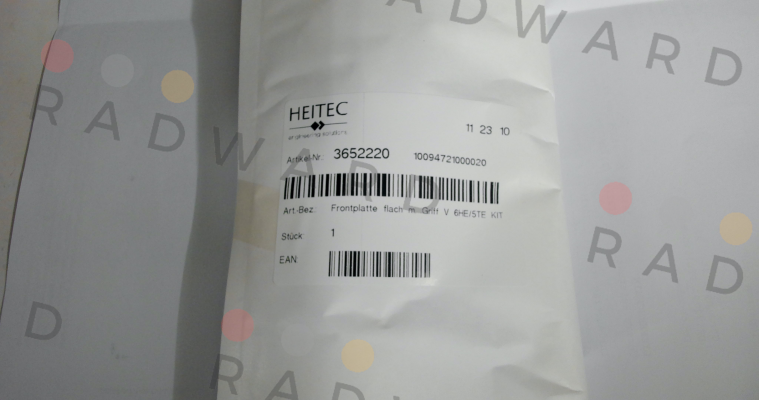 RADWARD
RADWARD
HEITEC
engineering solutions
11 23 10
Artikel-Nr. 3652220 10094721000020
Art.-Bez.: Frontplatte flach m. Griff V 6HE/5TE KIT
Stück 1
EAN
RAD
D
RADWARD